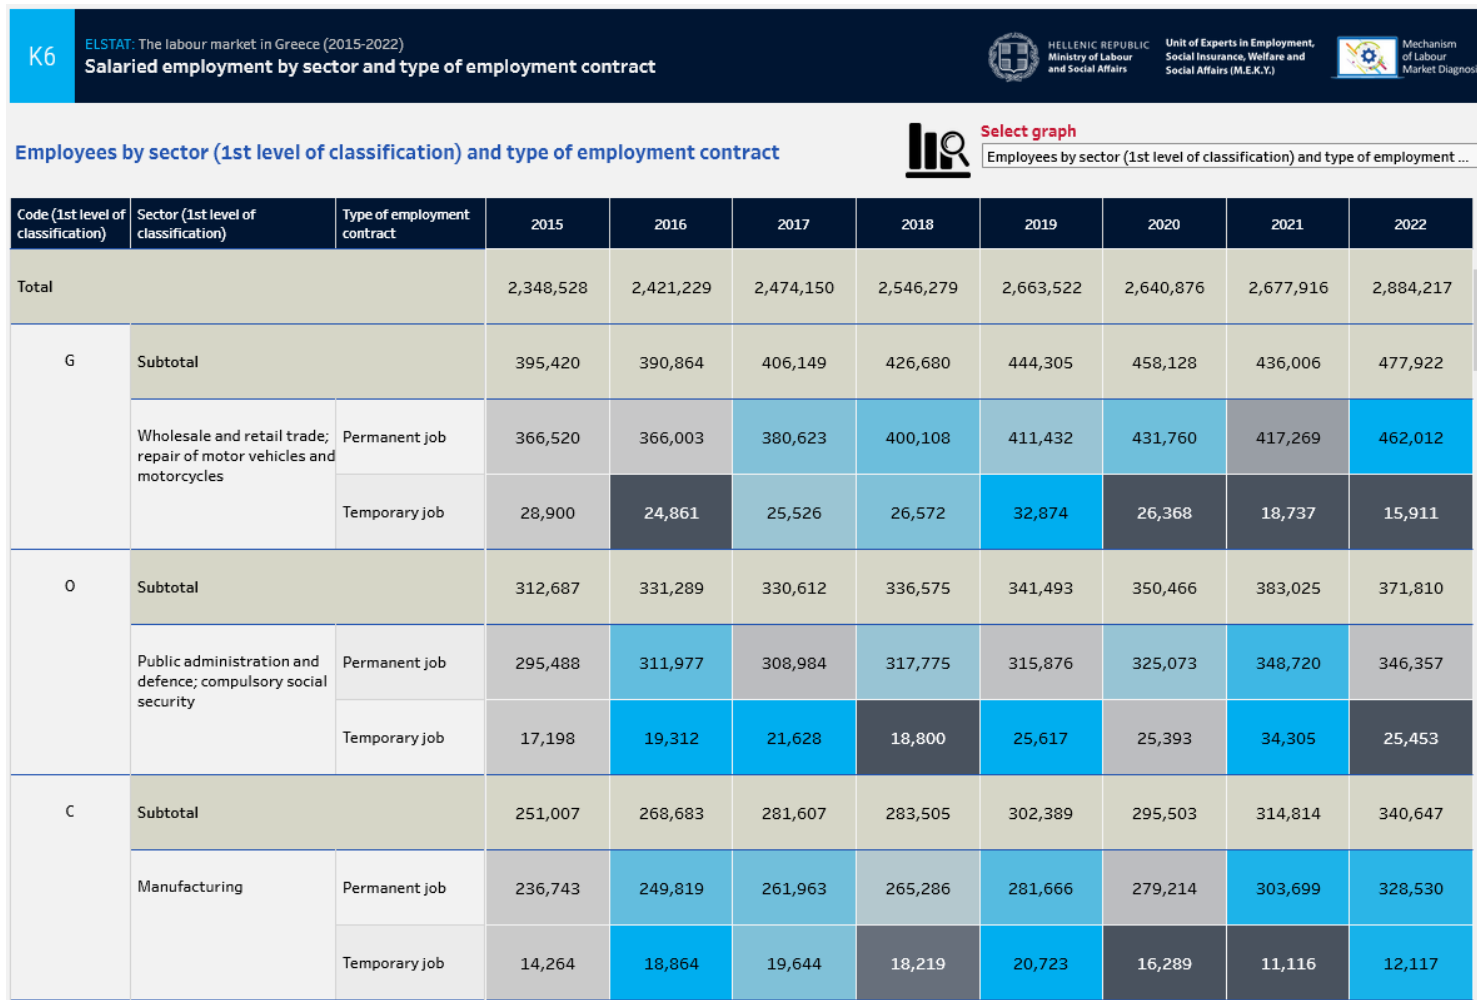 K6
ELSTAT: The labour market in Greece (2015-2022)
Salaried employment by sector and type of employment contract
HELLENIC REPUBLIC
Ministry of Labour
and Social Affairs
Unit of Experts in Employment,
Social Insurance, Welfare and
Social Affairs (M.E.K.Y.)
Mechanism
of Labour
Market Diagnosi
Employees by sector (1st level of classification) and type of employment contract
Select graph
Employees by sector (1st level of classification) and type of employment ...
Code (1st level of classification) Sector (1st level of classification) Type of employment contract 2015 2016 2017 2018 2019 2020 2021 2022
Total 2,348,528 2,421,229 2,474,150 2,546,279 2,663,522 2,640,876 2,677,916 2,884,217
G Subtotal 395,420 390,864 406,149 426,680 444,305 458,128 436,006 477,922
Wholesale and retail trade; repair of motor vehicles and motorcycles Permanent job 366,520 366,003 380,623 400,108 411,432 431,760 417,269 462,012
Temporary job 28,900 24,861 25,526 26,572 32,874 26,368 18,737 15,911
O Subtotal 312,687 331,289 330,612 336,575 341,493 350,466 383,025 371,810
Public administration and defence; compulsory social security Permanent job 295,488 311,977 308,984 317,775 315,876 325,073 348,720 346,357
Temporary job 17,198 19,312 21,628 18,800 25,617 25,393 34,305 25,453
C Subtotal 251,007 268,683 281,607 283,505 302,389 295,503 314,814 340,647
Manufacturing Permanent job 236,743 249,819 261,963 265,286 281,666 279,214 303,699 328,530
Temporary job 14,264 18,864 19,644 18,219 20,723 16,289 11,116 12,117